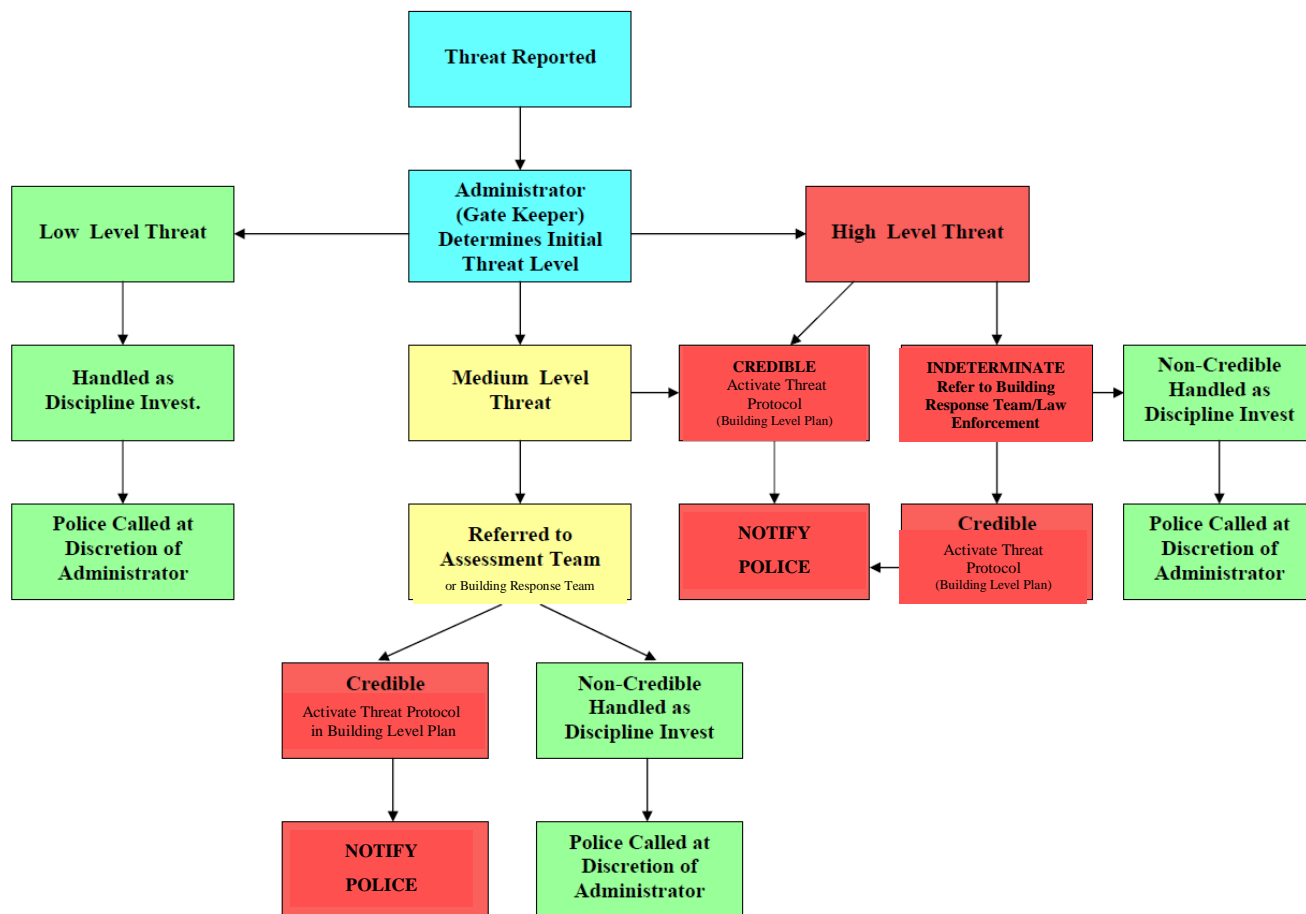 Threat Reported
Administrator
(Gate Keeper)
Determines Initial
Threat Level
Low Level Threat
High Level Threat
Handled as
Discipline Invest.
Medium Level
Threat
CREDIBLE
Activate Threat
Protocol
(Building Level Plan)
INDETERMINATE
Refer to Building
Response Team/Law
Enforcement
Non-Credible
Handled as
Discipline Invest
Police Called at
Discretion of
Administrator
Referred to
Assessment Team
or Building Response Team
NOTIFY
POLICE
Credible
Activate Threat
Protocol
(Building Level Plan)
Police Called at
Discretion of
Administrator
Credible
Activate Threat Protocol
in Building Level Plan
Non-Credible
Handled as
Discipline Invest
NOTIFY
POLICE
Police Called at
Discretion of
Administrator